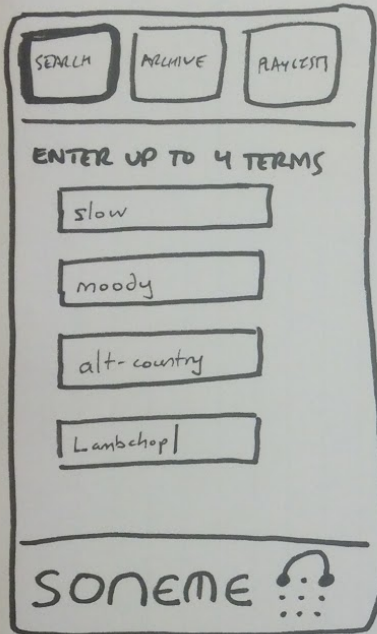 SEARCH ARCHIVE PLAYLISTS
ENTER UP TO 4 TERMS
slow
moody
alt-country
Lambchop
SONEME